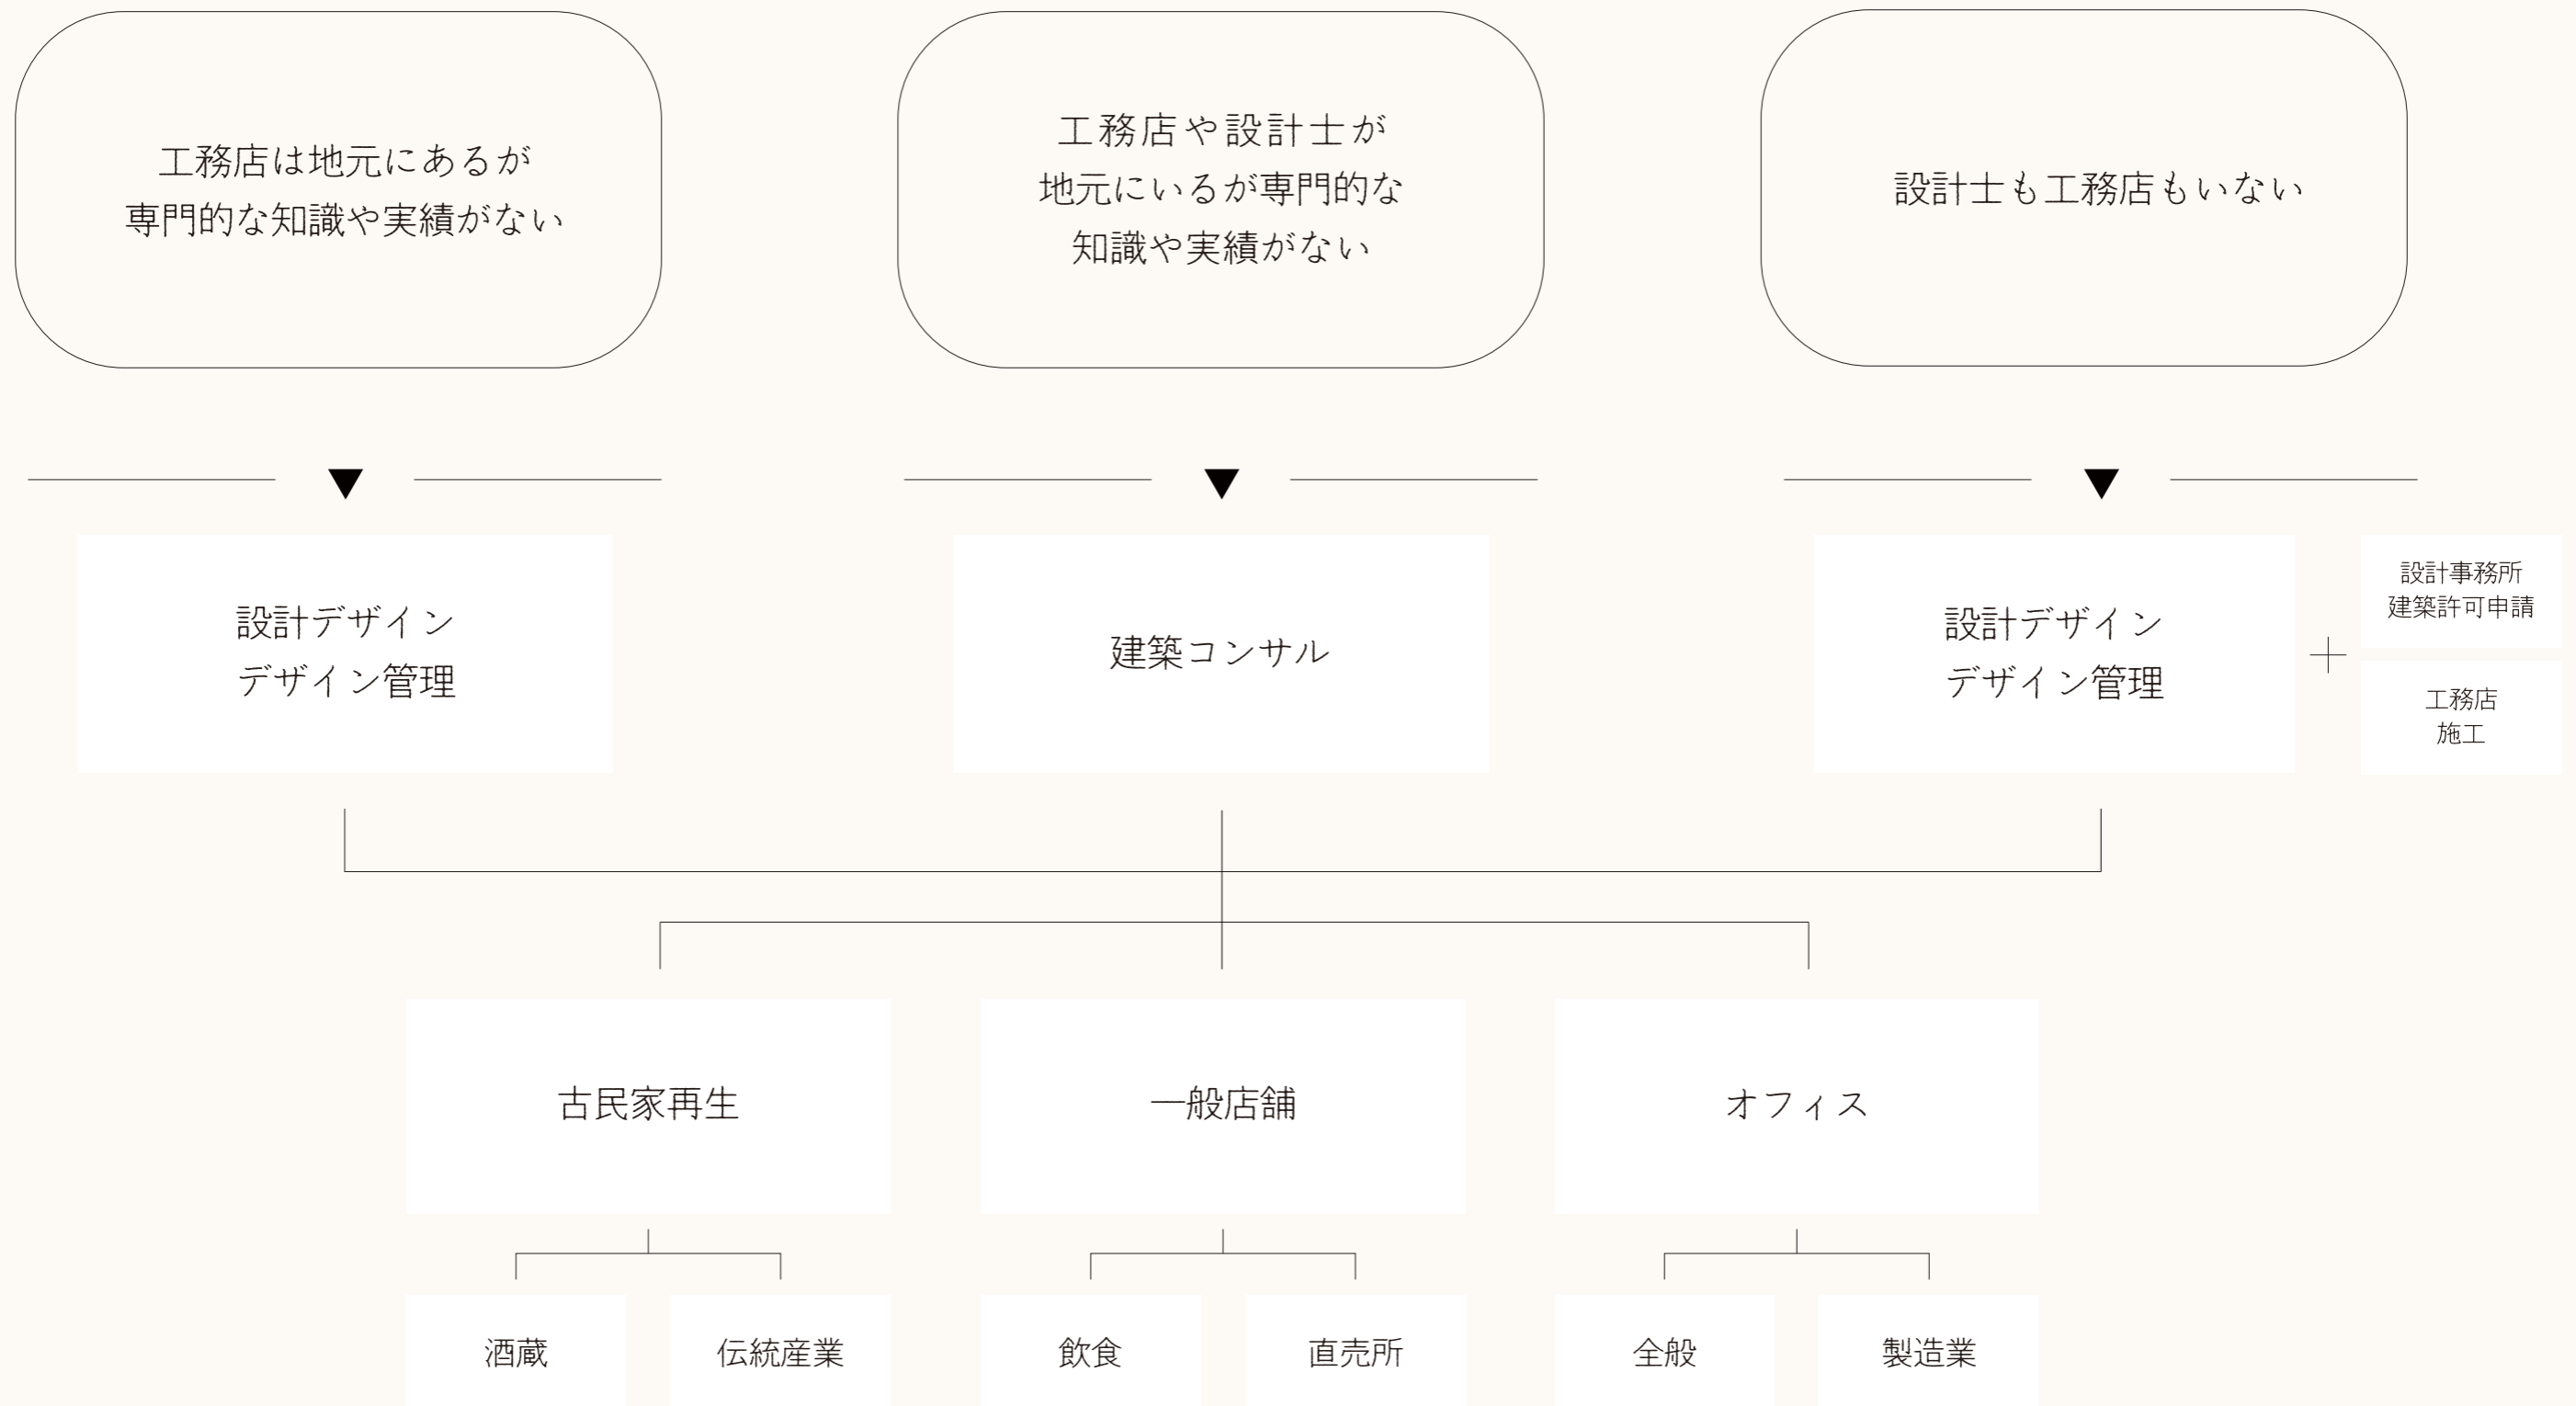 工務店は地元にあるが
専門的な知識や実績がない
工務店や設計士が
地元にいるが専門的な
知識や実績がない
設計士も工務店もいない
設計デザイン
デザイン管理
建築コンサル
設計デザイン
デザイン管理
設計事務所
建築許可申請
工務店
施工
古民家再生
一般店舗
オフィス
酒蔵
伝統産業
飲食
直売所
全般
製造業